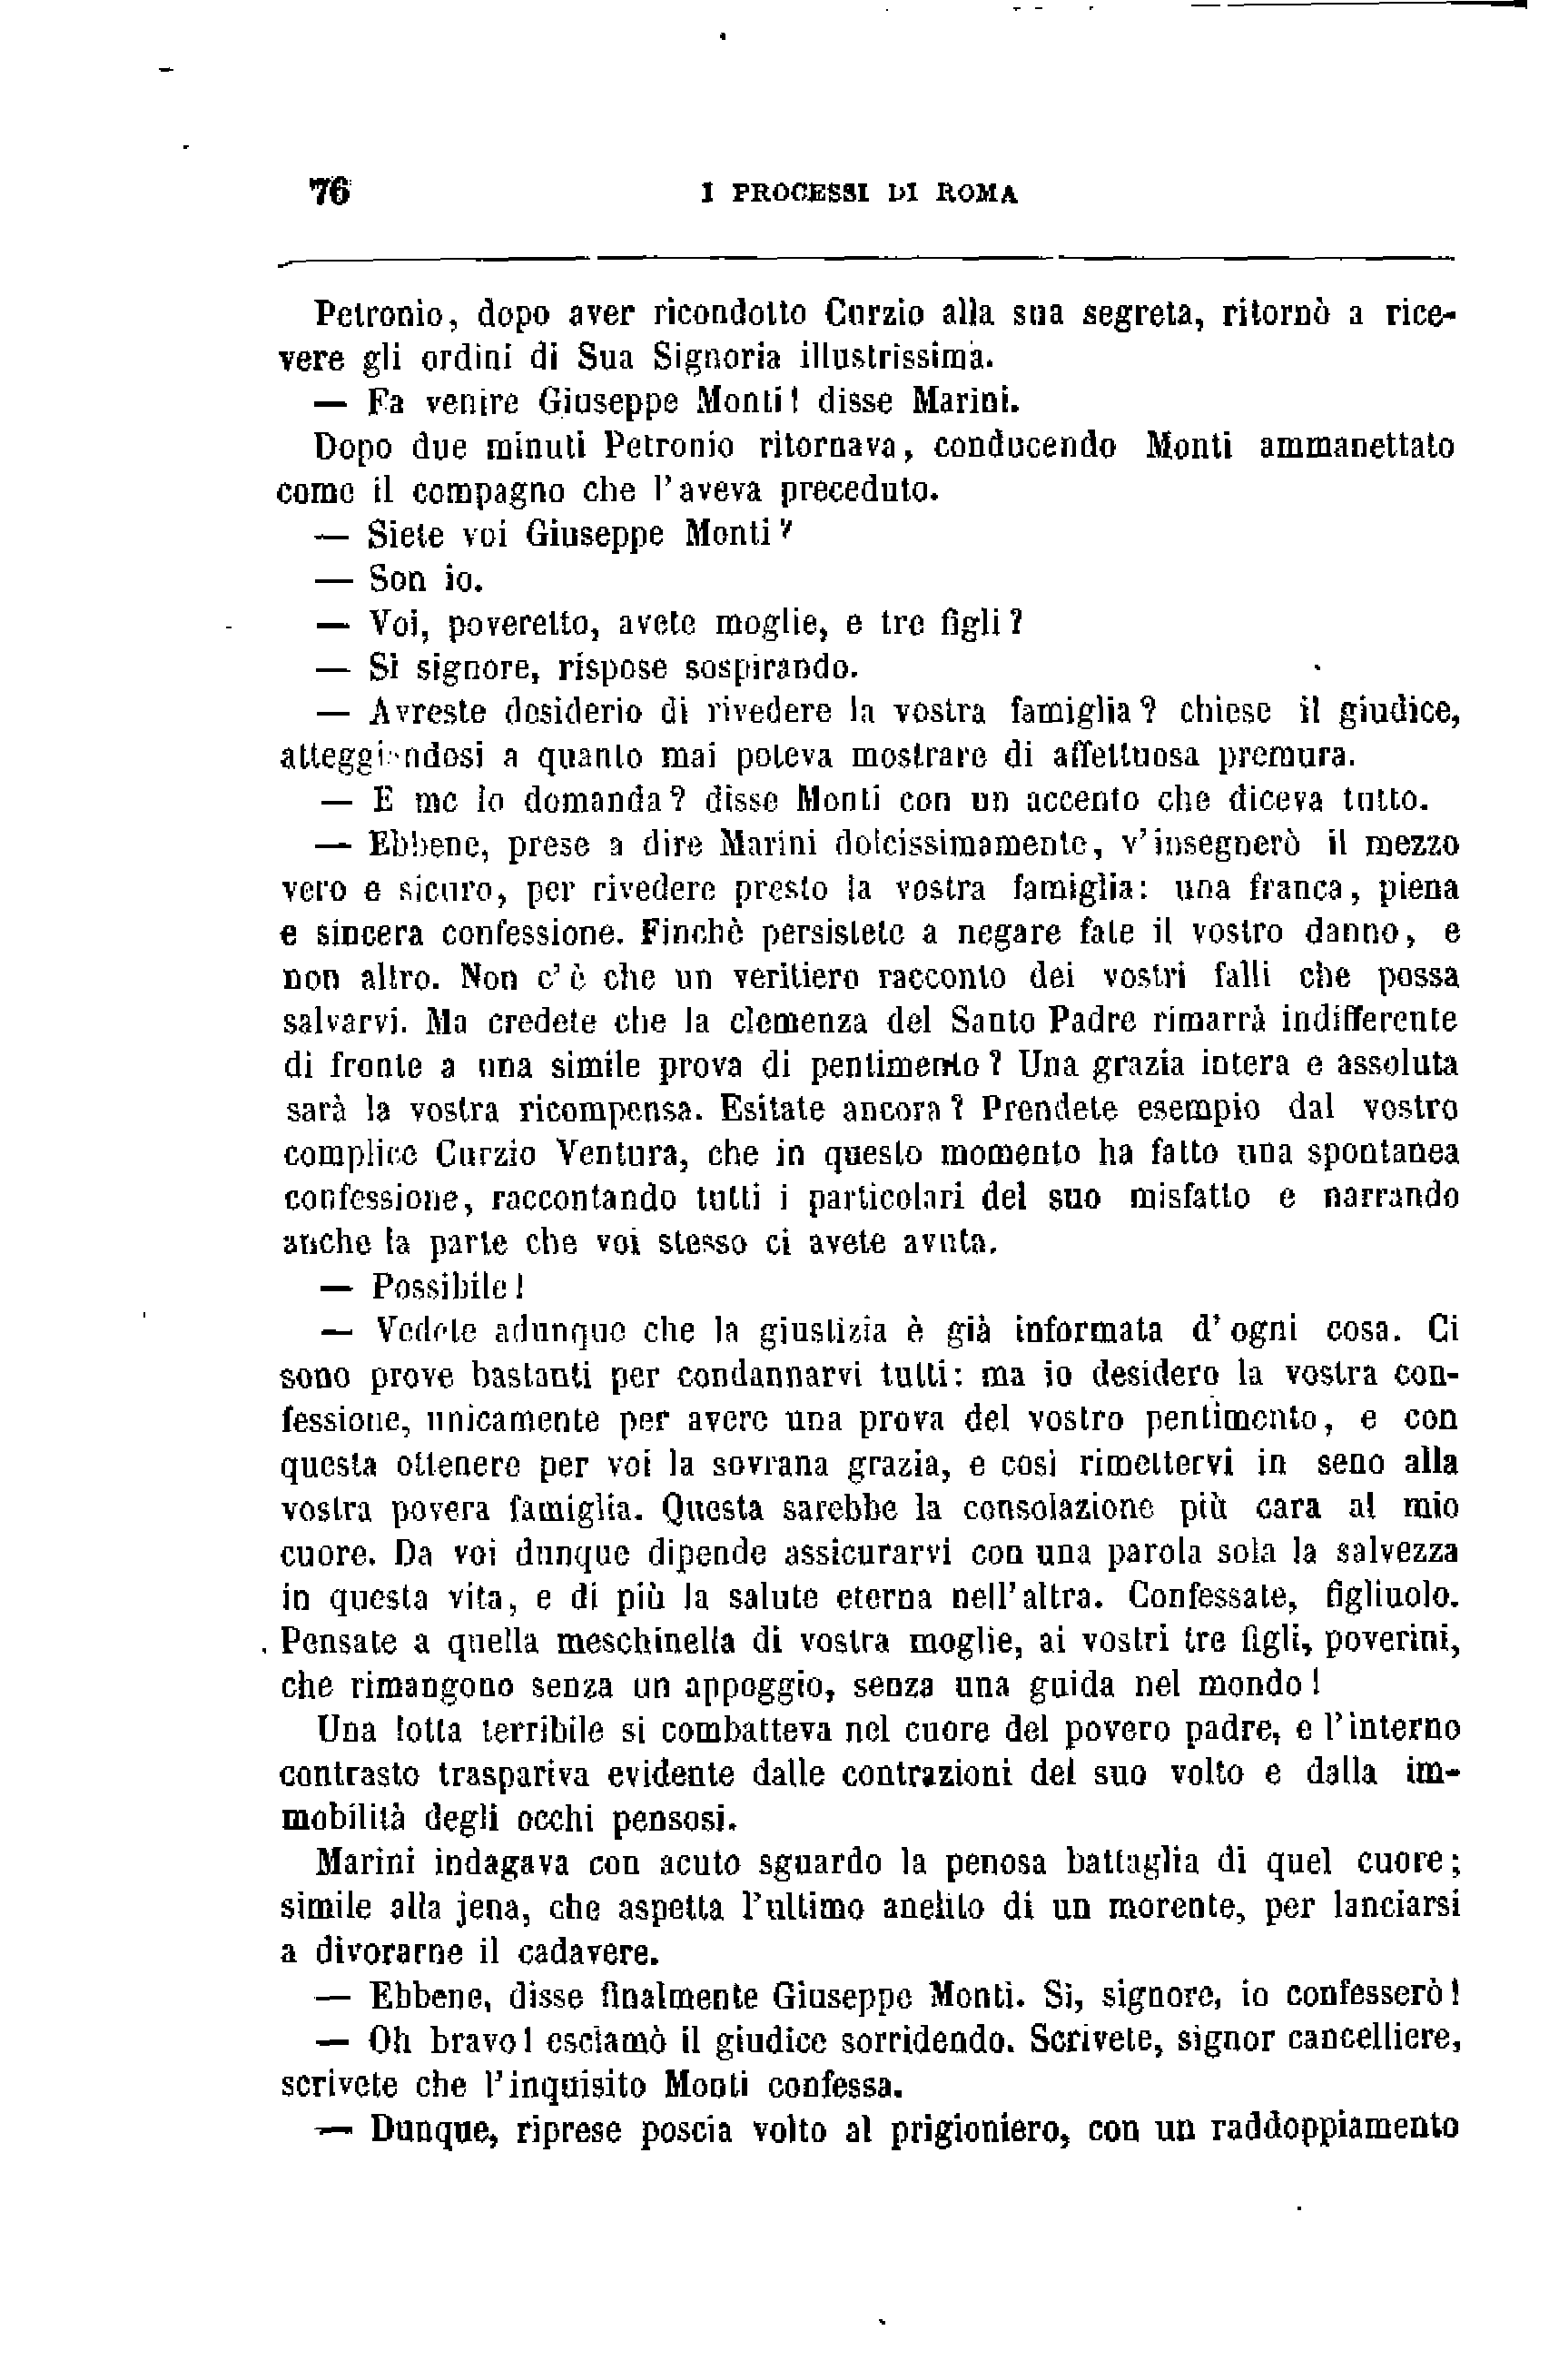 76 I PROCESSI DI ROMA
Petronio, dopo aver ricondotto Curzio alla sua segreta, ritornò a rice-
vere gli ordini di Sua Signoria illustrissima.
— Fa venire Giuseppe Monti! disse Marini.
Dopo due minuti Petronio ritornava, conducendo Monti ammanettato
come il compagno che l'aveva preceduto.
— Siete voi Giuseppe Monti?
— Son io.
— Voi, poveretto, avete moglie, e tre figli?
— Sì signore, rispose sospirando.
— Avreste desiderio di rivedere la vostra famiglia? chiese il giudice,
atteggiandosi a quanto mai poteva mostrare di affettuosa premura.
— E me lo domanda? disse Monti con un accento che diceva tutto.
— Ebbene, prese a dire Marini dolcissimamente, v'insegnerò il mezzo
vero e sicuro, per rivedere presto la vostra famiglia: una franca, piena
e sincera confessione. Finchè persistete a negare fate il vostro danno, e
non altro. Non c'è che un veritiero racconto dei vostri falli che possa
salvarvi. Ma credete che la clemenza del Santo Padre rimarrà indifferente
di fronte a una simile prova di pentimento? Una grazia intera e assoluta
sarà la vostra ricompensa. Esitate ancora? Prendete esempio dal vostro
complice Curzio Ventura, che in questo momento ha fatto una spontanea
confessione, raccontando tutti i particolari del suo misfatto e narrando
anche la parte che voi stesso ci avete avuta.
— Possibile!
— Vedete adunque che la giustizia è già informata d'ogni cosa. Ci
sono prove bastanti per condannarvi tutti: ma io desidero la vostra con-
fessione, unicamente per avere una prova del vostro pentimento, e con
questa ottenere per voi la sovrana grazia, e così rimettervi in seno alla
vostra povera famiglia. Questa sarebbe la consolazione più cara al mio
cuore. Da voi dunque dipende assicurarvi con una parola sola la salvezza
in questa vita, e di più la salute eterna nell'altra. Confessate, figliuolo.
Pensate a quella meschinella di vostra moglie, ai vostri tre figli, poverini,
che rimangono senza un appoggio, senza una guida nel mondo!
Una lotta terribile si combatteva nel cuore del povero padre, e l'interno
contrasto traspariva evidente dalle contrazioni del suo volto e dalla im-
mobilità degli occhi pensosi.
Marini indagava con acuto sguardo la penosa battaglia di quel cuore;
simile alla jena, che aspetta l'ultimo anelito di un morente, per lanciarsi
a divorarne il cadavere.
— Ebbene, disse finalmente Giuseppe Monti. Sì, signore, io confesserò!
— Oh bravo! esclamò il giudice sorridendo. Scrivete, signor cancelliere,
scrivete che l'inquisito Monti confessa.
— Dunque, riprese poscia volto al prigioniero, con un raddoppiamento